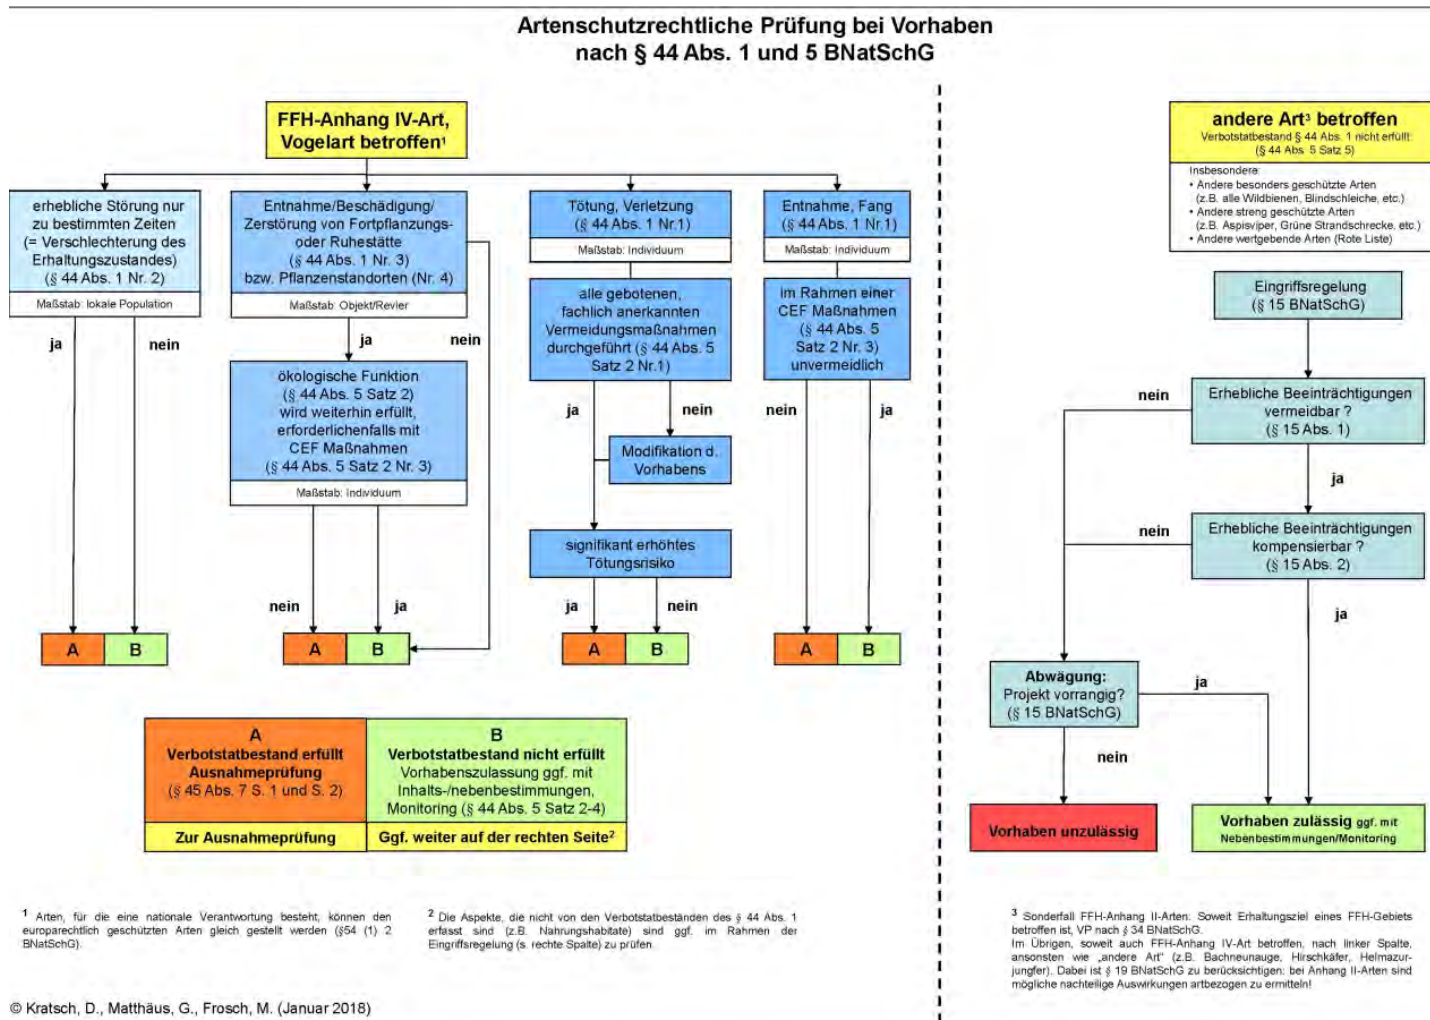 Artenschutzrechtliche Prüfung bei Vorhaben
nach § 44 Abs. 1 und 5 BNatSchG
FFH-Anhang IV-Art,
Vogelart betroffen¹
erhebliche Störung nur
zu bestimmten Zeiten
(= Verschlechterung des
Erhaltungszustandes)
(§ 44 Abs. 1 Nr. 2)
Maßstab: lokale Population
ja
nein
Entnahme/Beschädigung/
Zerstörung von Fortpflanzungs-
oder Ruhestätte
(§ 44 Abs. 1 Nr. 3)
bzw. Pflanzenstandorten (Nr. 4)
Maßstab: Objekt/Revier
ja
nein
ökologische Funktion
(§ 44 Abs. 5 Satz 2)
wird weiterhin erfüllt,
erforderlichenfalls mit
CEF Maßnahmen
(§ 44 Abs. 5 Satz 2 Nr. 3)
Maßstab: Individuum
nein
ja
Tötung, Verletzung
(§ 44 Abs. 1 Nr.1)
Maßstab: Individuum
alle gebotenen,
fachlich anerkannten
Vermeidungsmaßnahmen
durchgeführt (§ 44 Abs. 5
Satz 2 Nr.1)
ja
nein
Modifikation d.
Vorhabens
signifikant erhöhtes
Tötungsrisiko
ja
nein
Entnahme, Fang
(§ 44 Abs. 1 Nr.1)
Maßstab: Individuum
im Rahmen einer
CEF Maßnahmen
(§ 44 Abs. 5
Satz 2 Nr. 3)
unvermeidlich
nein
ja
A B
A B
A B
A B
A
Verbotstatbestand erfüllt
Ausnahmeprüfung
(§ 45 Abs. 7 S. 1 und S. 2)
Zur Ausnahmeprüfung
B
Verbotstatbestand nicht erfüllt
Vorhabenszulassung ggf. mit
Inhalts-/nebenbestimmungen,
Monitoring (§ 44 Abs. 5 Satz 2-4)
Ggf. weiter auf der rechten Seite²
andere Art³ betroffen
Verbotstatbestand § 44 Abs. 1 nicht erfüllt:
(§ 44 Abs. 5 Satz 5)
Insbesondere:
• Andere besonders geschützte Arten
(z.B. alle Wildbienen, Blindschleiche, etc.)
• Andere streng geschützte Arten
(z.B. Aspisviper, Grüne Strandschrecke, etc.)
• Andere wertgebende Arten (Rote Liste)
Eingriffsregelung
(§ 15 BNatSchG)
Erhebliche Beeinträchtigungen
vermeidbar ?
(§ 15 Abs. 1)
nein
ja
Erhebliche Beeinträchtigungen
kompensierbar ?
(§ 15 Abs. 2)
nein
ja
Abwägung:
Projekt vorrangig?
(§ 15 BNatSchG)
ja
nein
Vorhaben unzulässig
Vorhaben zulässig ggf. mit
Nebenbestimmungen/Monitoring
¹ Arten, für die eine nationale Verantwortung besteht, können den
europarechtlich geschützten Arten gleich gestellt werden (§54 (1) 2
BNatSchG).
² Die Aspekte, die nicht von den Verbotstatbeständen des § 44 Abs. 1
erfasst sind (z.B. Nahrungshabitate) sind ggf. im Rahmen der
Eingriffsregelung (s. rechte Spalte) zu prüfen.
³ Sonderfall FFH-Anhang II-Arten: Soweit Erhaltungsziel eines FFH-Gebiets
betroffen ist, VP nach § 34 BNatSchG.
Im Übrigen, soweit auch FFH-Anhang IV-Art betroffen, nach linker Spalte,
ansonsten wie „andere Art“ (z.B. Bachneunauge, Hirschkäfer, Helmazur-
jungfer). Dabei ist § 19 BNatSchG zu berücksichtigen: bei Anhang II-Arten sind
mögliche nachteilige Auswirkungen artbezogen zu ermitteln!
© Kratsch, D., Matthäus, G., Frosch, M. (Januar 2018)